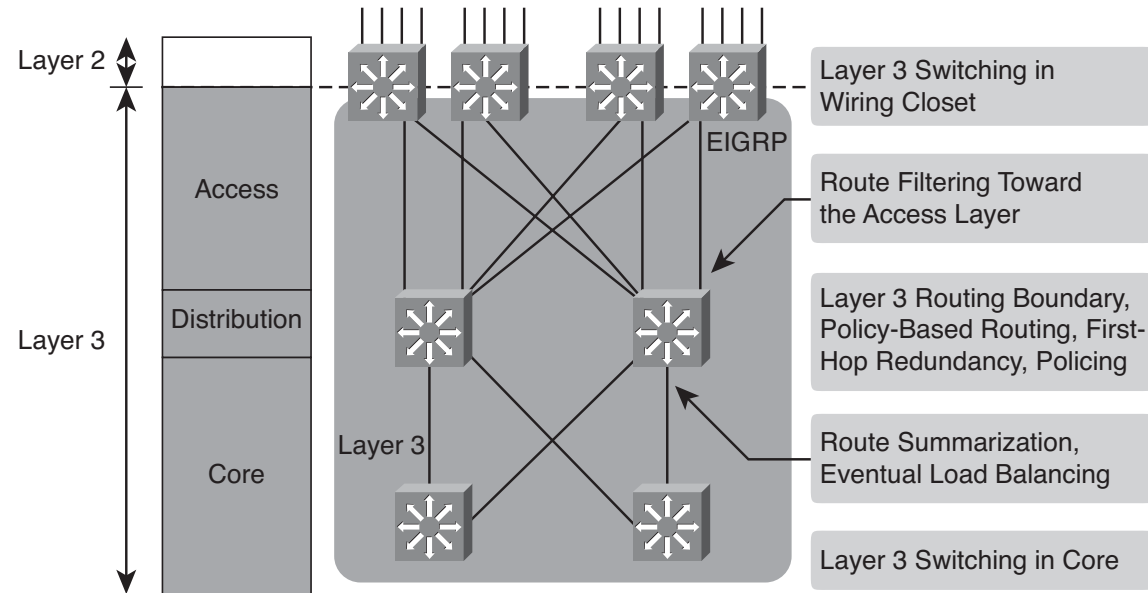 Layer 2
Layer 3
Access
Distribution
Core
EIGRP
Layer 3
Layer 3 Switching in
Wiring Closet
Route Filtering Toward
the Access Layer
Layer 3 Routing Boundary,
Policy-Based Routing, First-
Hop Redundancy, Policing
Route Summarization,
Eventual Load Balancing
Layer 3 Switching in Core